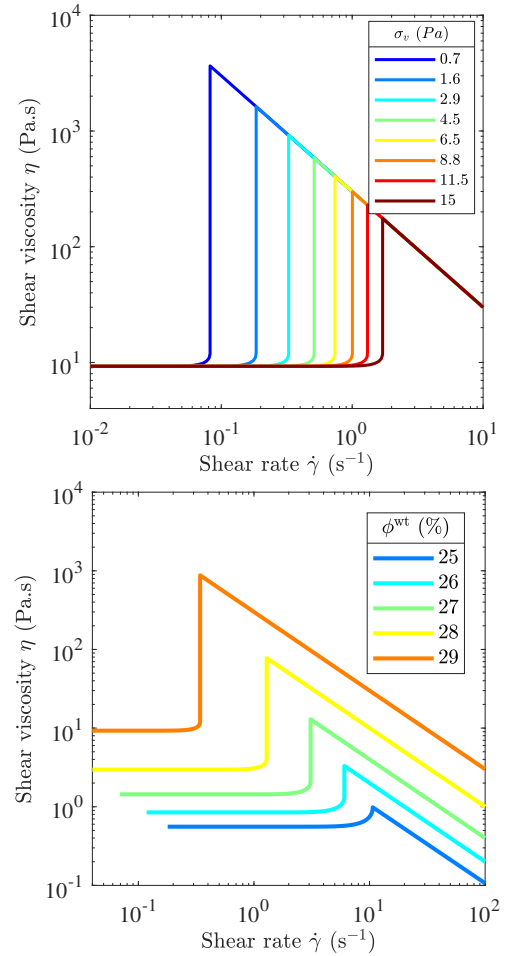 10^4
10^3
10^2
10^1
Shear viscosity η (Pa.s)
σ_v (Pa)
0.7
1.6
2.9
4.5
6.5
8.8
11.5
15
10^-2 10^-1 10^0 10^1
Shear rate γ̇ (s⁻¹)
10^4
10^3
10^2
10^1
10^0
10^-1
Shear viscosity η (Pa.s)
ϕ^wt (%)
25
26
27
28
29
10^-1 10^0 10^1 10^2
Shear rate γ̇ (s⁻¹)